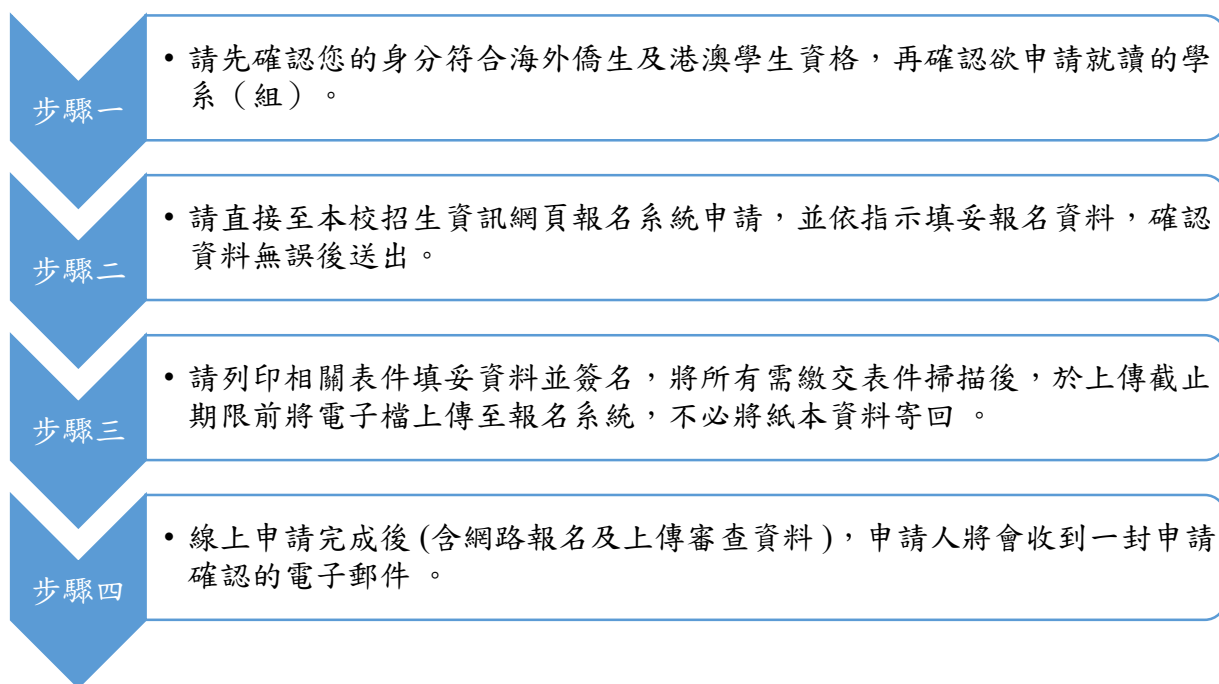 步驟一
• 請先確認您的身分符合海外僑生及港澳學生資格，再確認欲申請就讀的學
系（組）。
步驟二
• 請直接至本校招生資訊網頁報名系統申請，並依指示填妥報名資料，確認
資料無誤後送出。
步驟三
• 請列印相關表件填妥資料並簽名，將所有需繳交表件掃描後，於上傳截止
期限前將電子檔上傳至報名系統，不必將紙本資料寄回 。
步驟四
• 線上申請完成後 (含網路報名及上傳審查資料 )，申請人將會收到一封申請
確認的電子郵件 。